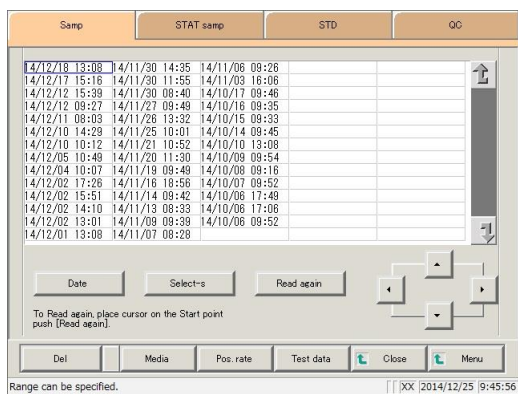 Samp STAT samp STD QC
14/12/18 13:08 14/11/30 14:35 14/11/06 09:26
14/12/17 15:16 14/11/30 11:55 14/11/03 16:06
14/12/12 15:39 14/11/30 08:40 14/10/17 09:46
14/12/12 09:27 14/11/27 09:49 14/10/16 09:35
14/12/11 08:03 14/11/26 13:32 14/10/15 09:33
14/12/10 14:29 14/11/25 10:01 14/10/14 09:45
14/12/10 10:12 14/11/21 10:52 14/10/10 13:08
14/12/05 10:49 14/11/20 11:30 14/10/09 09:54
14/12/04 10:07 14/11/19 09:49 14/10/08 09:16
14/12/02 17:26 14/11/16 18:56 14/10/07 09:52
14/12/02 15:51 14/11/14 09:42 14/10/06 17:49
14/12/02 14:10 14/11/13 08:33 14/10/06 17:06
14/12/02 13:01 14/11/09 09:39 14/10/06 09:52
14/12/01 13:08 14/11/07 08:28
Date Select-s Read again
To Read again, place cursor on the Start point
push [Read again].
Del Media Pos. rate Test data Close Menu
Range can be specified. XX 2014/12/25 9:45:56